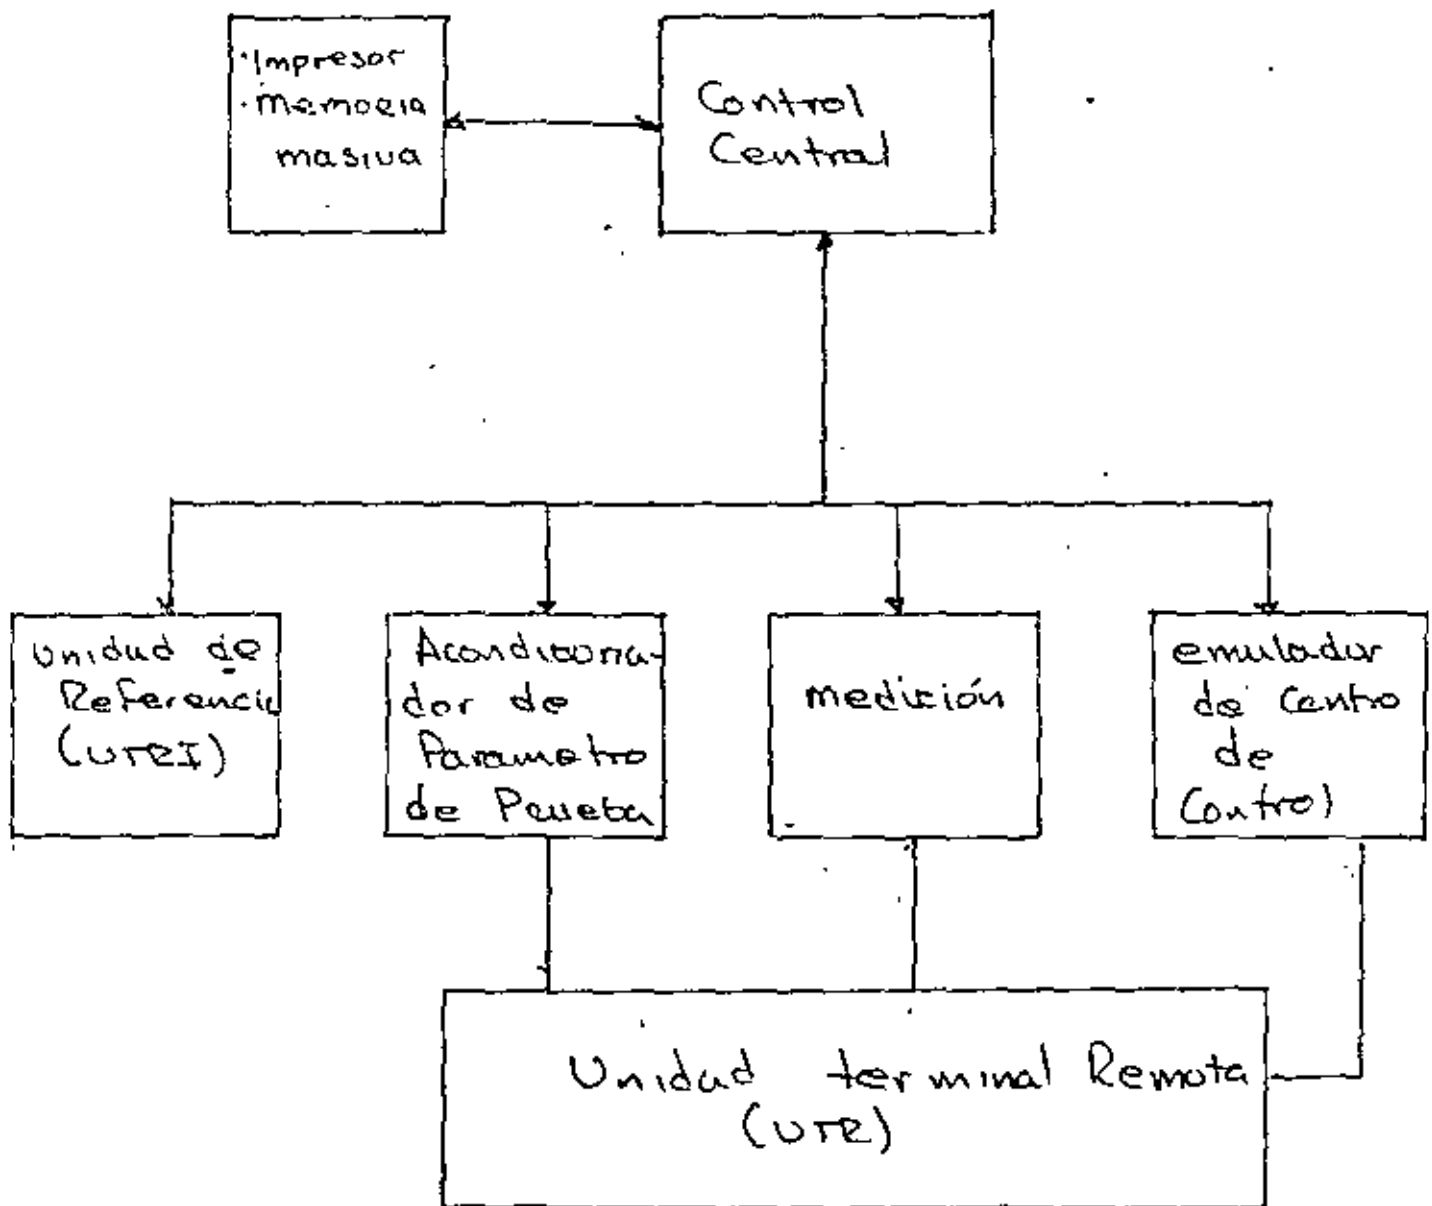 ·Impresor
·memoria
masiva
Control
Central
Unidad de
Referencia
(UTRI)
Acondiciona-
dor de
Parametro
de Prueba
medición
emulador
de Centro
de
Control
Unidad terminal Remota
(UTR)